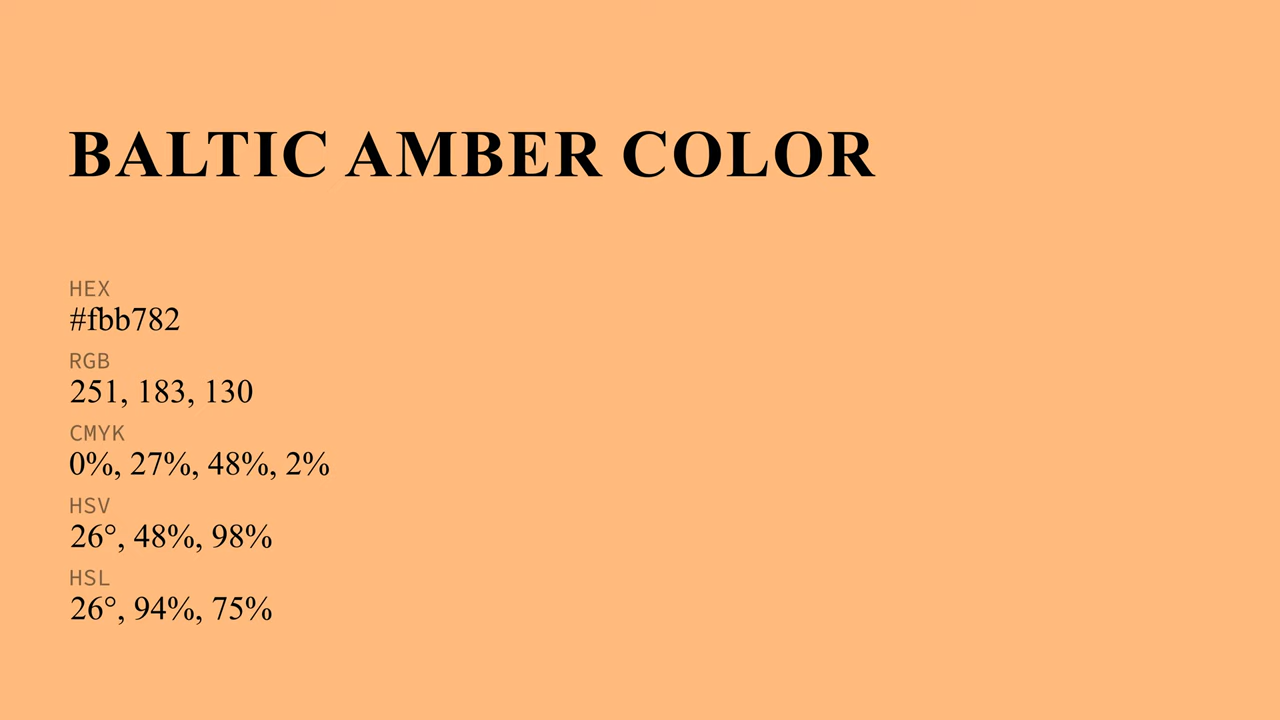 BALTIC AMBER COLOR
HEX
#fbb782
RGB
251, 183, 130
CMYK
0%, 27%, 48%, 2%
HSV
26°, 48%, 98%
HSL
26°, 94%, 75%